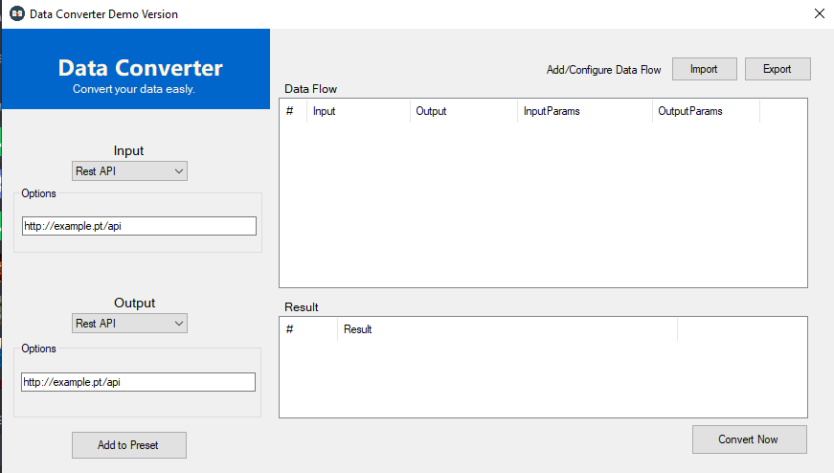 Data Converter Demo Version
Data Converter
Convert your data easly.
Input
Rest API
Options
http://example.pt/api
Output
Rest API
Options
http://example.pt/api
Add to Preset
Add/Configure Data Flow Import Export
Data Flow
# Input Output InputParams OutputParams
Result
# Result
Convert Now